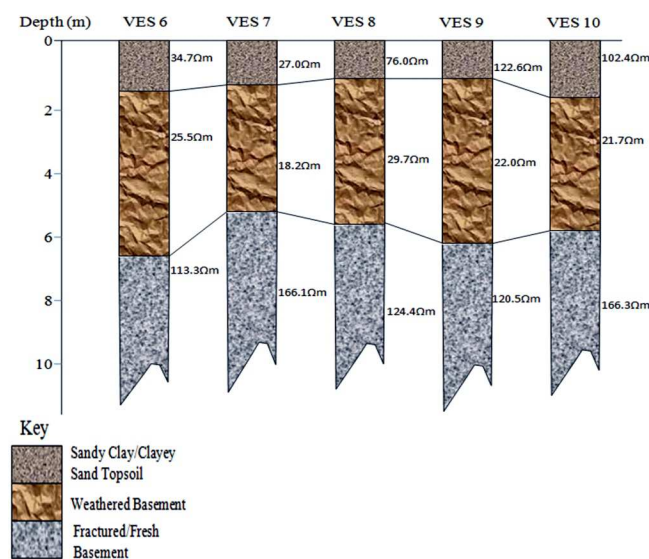 Depth (m) VES 6 VES 7 VES 8 VES 9 VES 10
0
34.7Ωm 27.0Ωm 76.0Ωm 122.6Ωm 102.4Ωm
2
25.5Ωm 18.2Ωm 29.7Ωm 22.0Ωm 21.7Ωm
4
6
113.3Ωm 166.1Ωm 124.4Ωm 120.5Ωm 166.3Ωm
8
10
Key
Sandy Clay/Clayey
Sand Topsoil
Weathered Basement
Fractured/Fresh
Basement